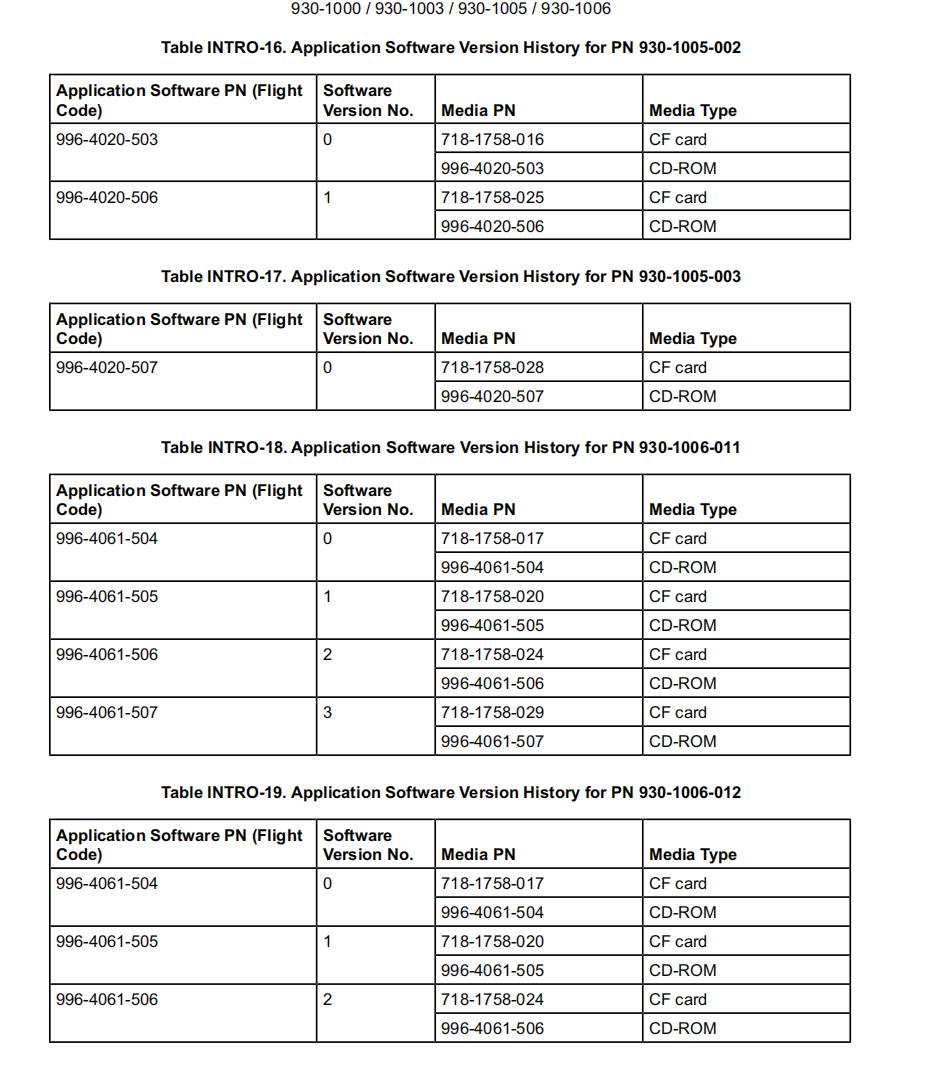 930-1000 / 930-1003 / 930-1005 / 930-1006
Table INTRO-16. Application Software Version History for PN 930-1005-002
Application Software PN (Flight Code) Software Version No. Media PN Media Type
996-4020-503 0 718-1758-016 CF card
996-4020-503 CD-ROM
996-4020-506 1 718-1758-025 CF card
996-4020-506 CD-ROM
Table INTRO-17. Application Software Version History for PN 930-1005-003
Application Software PN (Flight Code) Software Version No. Media PN Media Type
996-4020-507 0 718-1758-028 CF card
996-4020-507 CD-ROM
Table INTRO-18. Application Software Version History for PN 930-1006-011
Application Software PN (Flight Code) Software Version No. Media PN Media Type
996-4061-504 0 718-1758-017 CF card
996-4061-504 CD-ROM
996-4061-505 1 718-1758-020 CF card
996-4061-505 CD-ROM
996-4061-506 2 718-1758-024 CF card
996-4061-506 CD-ROM
996-4061-507 3 718-1758-029 CF card
996-4061-507 CD-ROM
Table INTRO-19. Application Software Version History for PN 930-1006-012
Application Software PN (Flight Code) Software Version No. Media PN Media Type
996-4061-504 0 718-1758-017 CF card
996-4061-504 CD-ROM
996-4061-505 1 718-1758-020 CF card
996-4061-505 CD-ROM
996-4061-506 2 718-1758-024 CF card
996-4061-506 CD-ROM